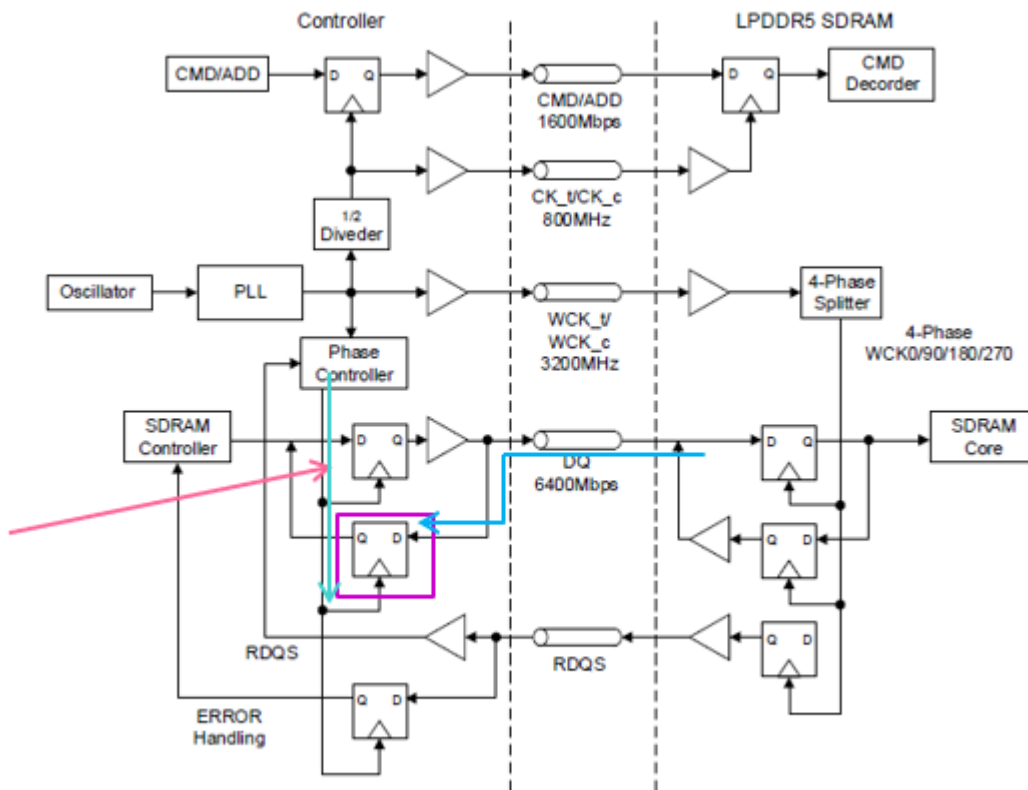 Controller
LPDDR5 SDRAM
CMD/ADD
D Q
CMD/ADD
1600Mbps
D Q
CMD
Decorder
CK_t/CK_c
800MHz
1/2
Diveder
Oscillator
PLL
WCK_t/
WCK_c
3200MHz
4-Phase
Splitter
4-Phase
WCK0/90/180/270
Phase
Controller
SDRAM
Controller
D Q
DQ
6400Mbps
D Q
SDRAM
Core
Q D
Q D
RDQS
RDQS
Q D
Q D
ERROR
Handling